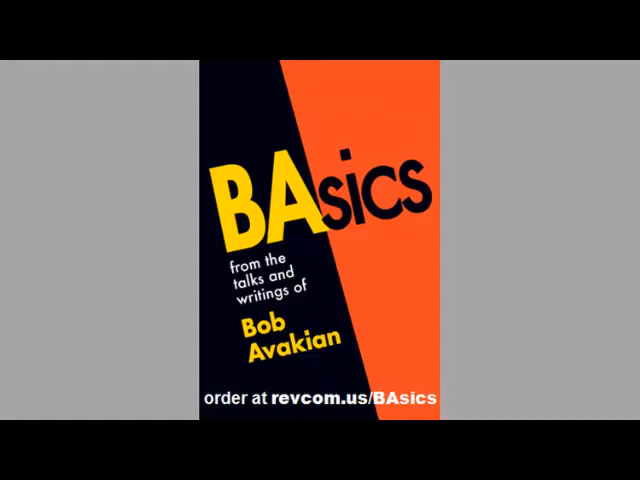 BAsics
from the
talks and
writings of
Bob
Avakian
order at revcom.us/BAsics